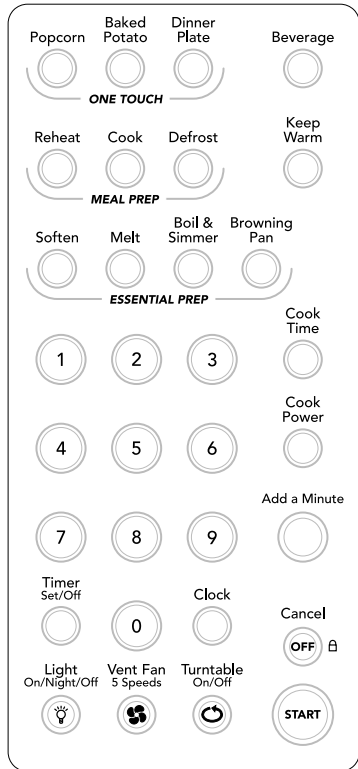 Popcorn
Baked
Potato
Dinner
Plate
Beverage
ONE TOUCH
Reheat
Cook
Defrost
Keep
Warm
MEAL PREP
Soften
Melt
Boil &
Simmer
Browning
Pan
ESSENTIAL PREP
Cook
Time
1
2
3
Cook
Power
4
5
6
Add a Minute
7
8
9
Timer
Set/Off
0
Clock
Cancel
OFF
Light
On/Night/Off
Vent Fan
5 Speeds
Turntable
On/Off
START